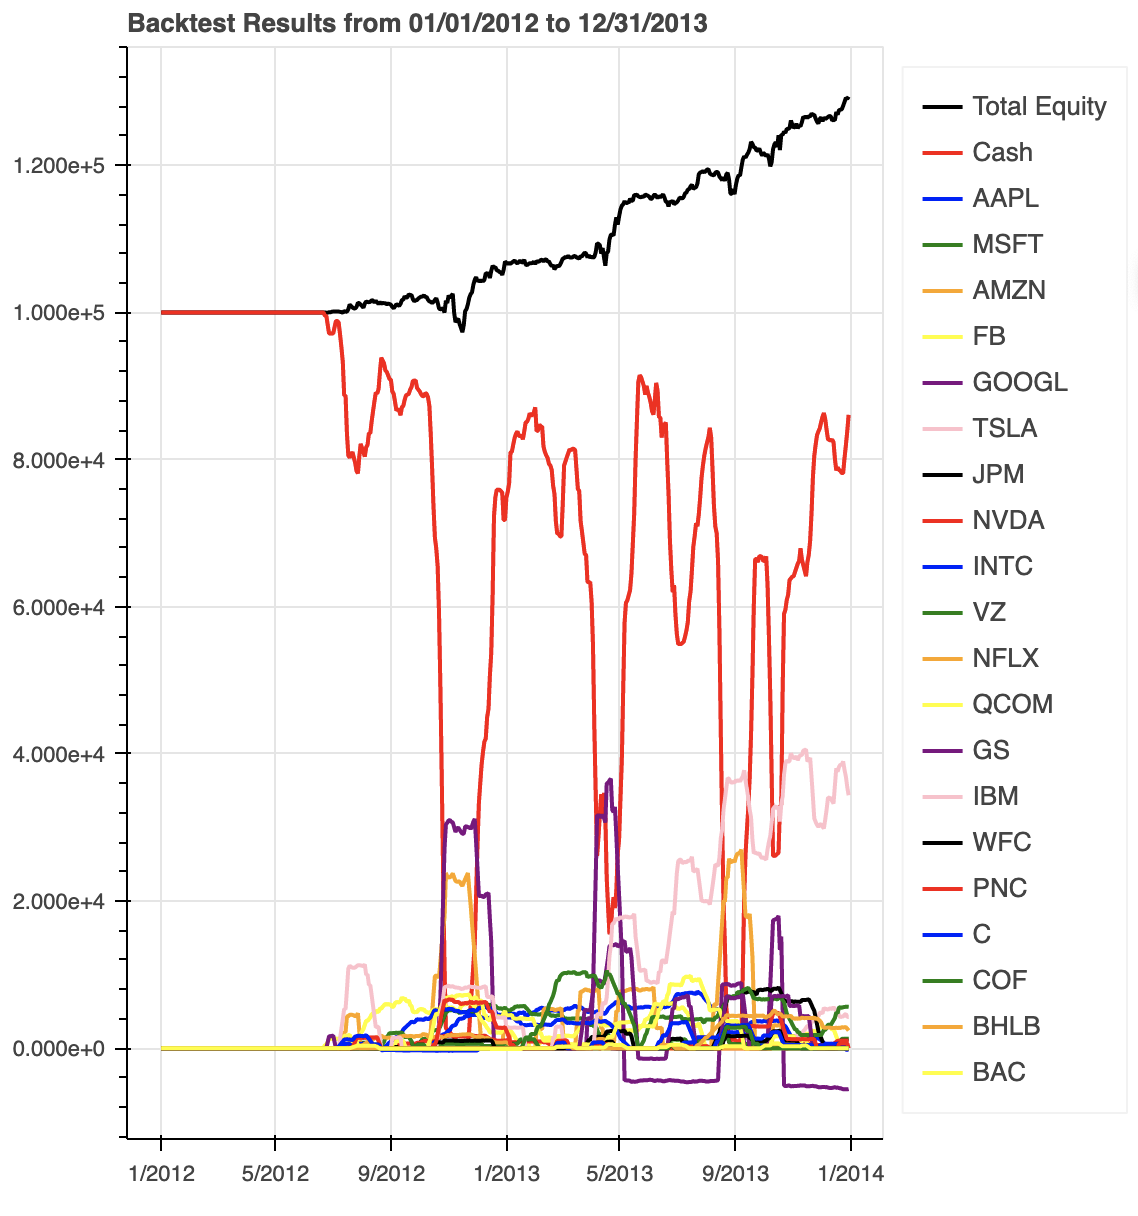 Backtest Results from 01/01/2012 to 12/31/2013
1.200e+5
1.000e+5
8.000e+4
6.000e+4
4.000e+4
2.000e+4
0.000e+0
1/2012
5/2012
9/2012
1/2013
5/2013
9/2013
1/2014
Total Equity
Cash
AAPL
MSFT
AMZN
FB
GOOGL
TSLA
JPM
NVDA
INTC
VZ
NFLX
QCOM
GS
IBM
WFC
PNC
C
COF
BHLB
BAC